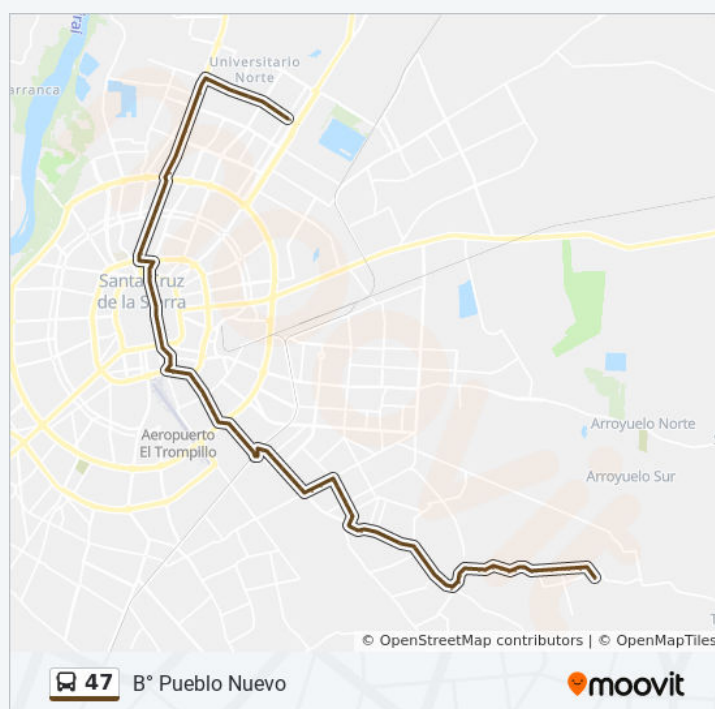 Universitario
Norte
Santa Cruz
de la Sierra
Aeropuerto
El Trompillo
Arroyuelo Norte
Arroyuelo Sur
© OpenStreetMap contributors | © OpenMapTiles
47 B° Pueblo Nuevo
moovit